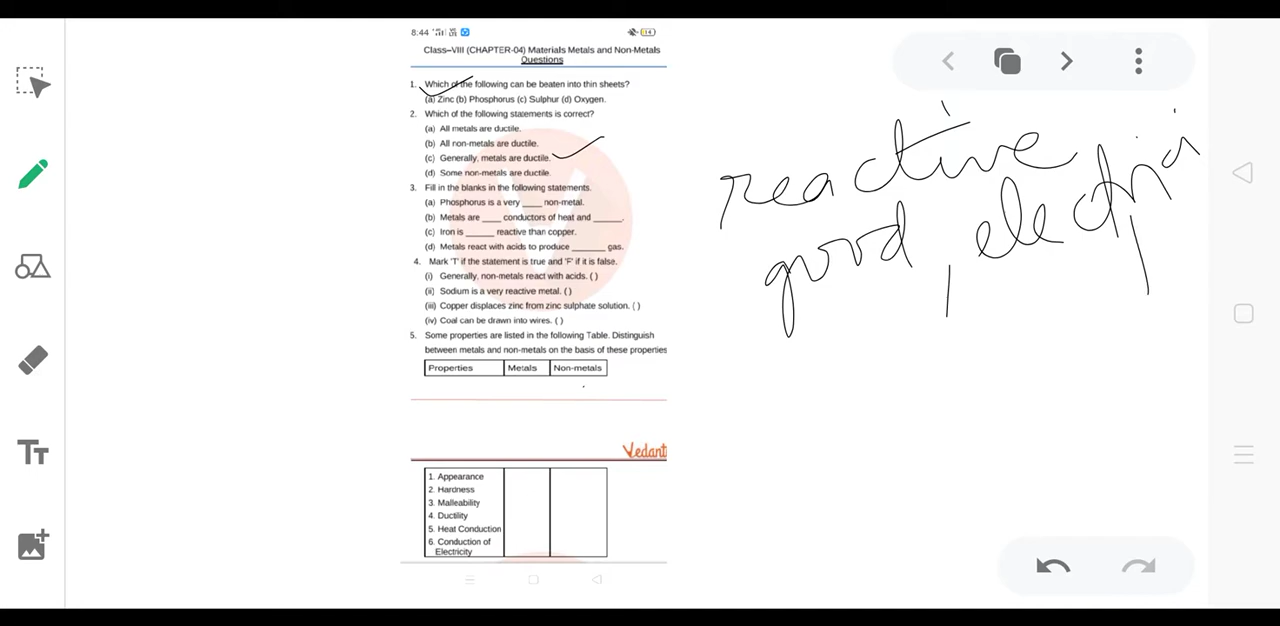 8:44
14
Class–VIII (CHAPTER-04) Materials Metals and Non-Metals
Questions
1. Which of the following can be beaten into thin sheets?
(a) Zinc (b) Phosphorus (c) Sulphur (d) Oxygen.
2. Which of the following statements is correct?
(a) All metals are ductile.
(b) All non-metals are ductile.
(c) Generally, metals are ductile.
(d) Some non-metals are ductile.
3. Fill in the blanks in the following statements.
(a) Phosphorus is a very ____ non-metal.
(b) Metals are ____ conductors of heat and ______.
(c) Iron is ______ reactive than copper.
(d) Metals react with acids to produce _______ gas.
4. Mark 'T' if the statement is true and 'F' if it is false.
(i) Generally, non-metals react with acids. ( )
(ii) Sodium is a very reactive metal. ( )
(iii) Copper displaces zinc from zinc sulphate solution. ( )
(iv) Coal can be drawn into wires. ( )
5. Some properties are listed in the following Table. Distinguish
between metals and non-metals on the basis of these properties
Properties Metals Non-metals
Vedant
1. Appearance
2. Hardness
3. Malleability
4. Ductility
5. Heat Conduction
6. Conduction of
Electricity
reactive
good,
TT